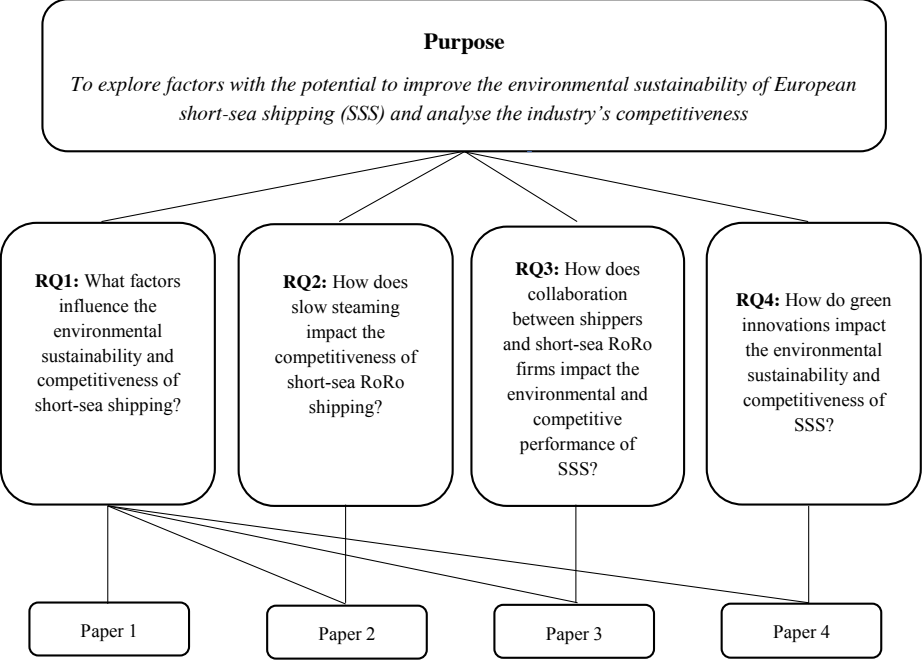 Purpose
To explore factors with the potential to improve the environmental sustainability of European
short-sea shipping (SSS) and analyse the industry's competitiveness
RQ1: What factors
influence the
environmental
sustainability and
competitiveness of
short-sea shipping?
RQ2: How does
slow steaming
impact the
competitiveness of
short-sea RoRo
shipping?
RQ3: How does
collaboration
between shippers
and short-sea RoRo
firms impact the
environmental and
competitive
performance of
SSS?
RQ4: How do green
innovations impact
the environmental
sustainability and
competitiveness of
SSS?
Paper 1
Paper 2
Paper 3
Paper 4